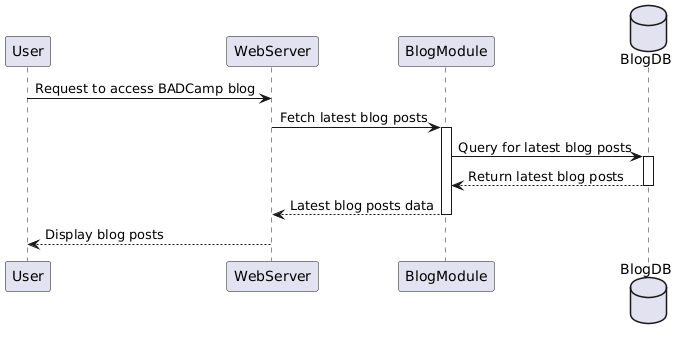 User
WebServer
BlogModule
BlogDB
Request to access BADCamp blog
Fetch latest blog posts
Query for latest blog posts
Return latest blog posts
Latest blog posts data
Display blog posts
User
WebServer
BlogModule
BlogDB